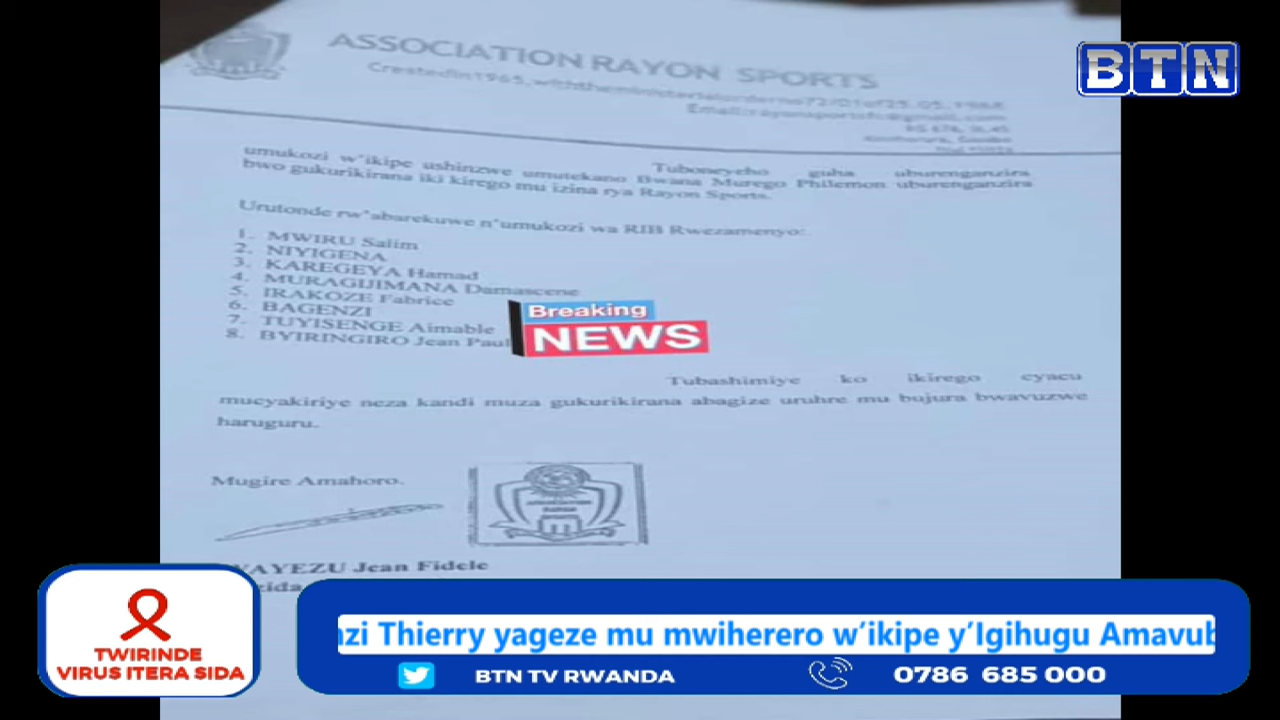 ASSOCIATION RAYON SPORTS
BTN
Tuboneyeho guha uburenganzira
umukozi w'ikipe ushinzwe umutekano Bwana Murego Philemon uburenganzira
bwo gukurikirana iki kirego mu izina rya Rayon Sports.
Urutonde rw'abarekuwe n'umukozi wa RIB Rwezamenyo:
1. MWIRU Salim
2. NIYIGENA
3. KAREGEYA Hamad
4. MURAGIJIMANA Damascene
5. IRAKOZE Fabrice
6. BAGENZI
7. TUYISENGE Aimable
8. BYIRINGIRO Jean Paul
Breaking
NEWS
Tubashimiye ko ikirego cyacu
mucyakiriye neza kandi muza gukurikirana abagize uruhre mu bujura bwavuzwe
haruguru.
Mugire Amahoro.
Jean Fidele
TWIRINDE
VIRUS ITERA SIDA
Thierry yageze mu mwiherero w'ikipe y'Igihugu Amavub
BTN TV RWANDA
0786 685 000